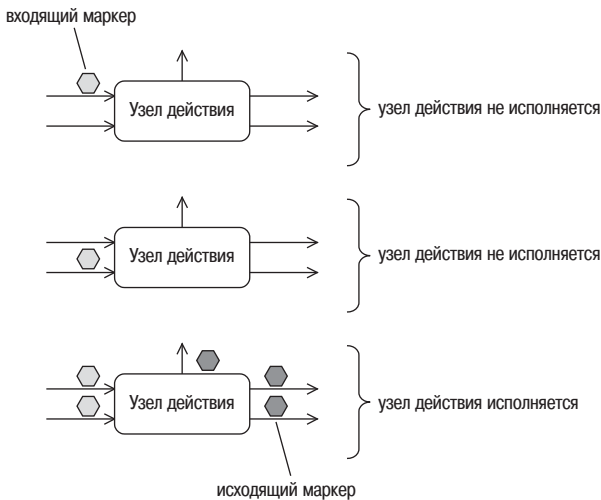 входящий маркер
Узел действия
узел действия не исполняется
Узел действия
узел действия не исполняется
Узел действия
узел действия исполняется
исходящий маркер